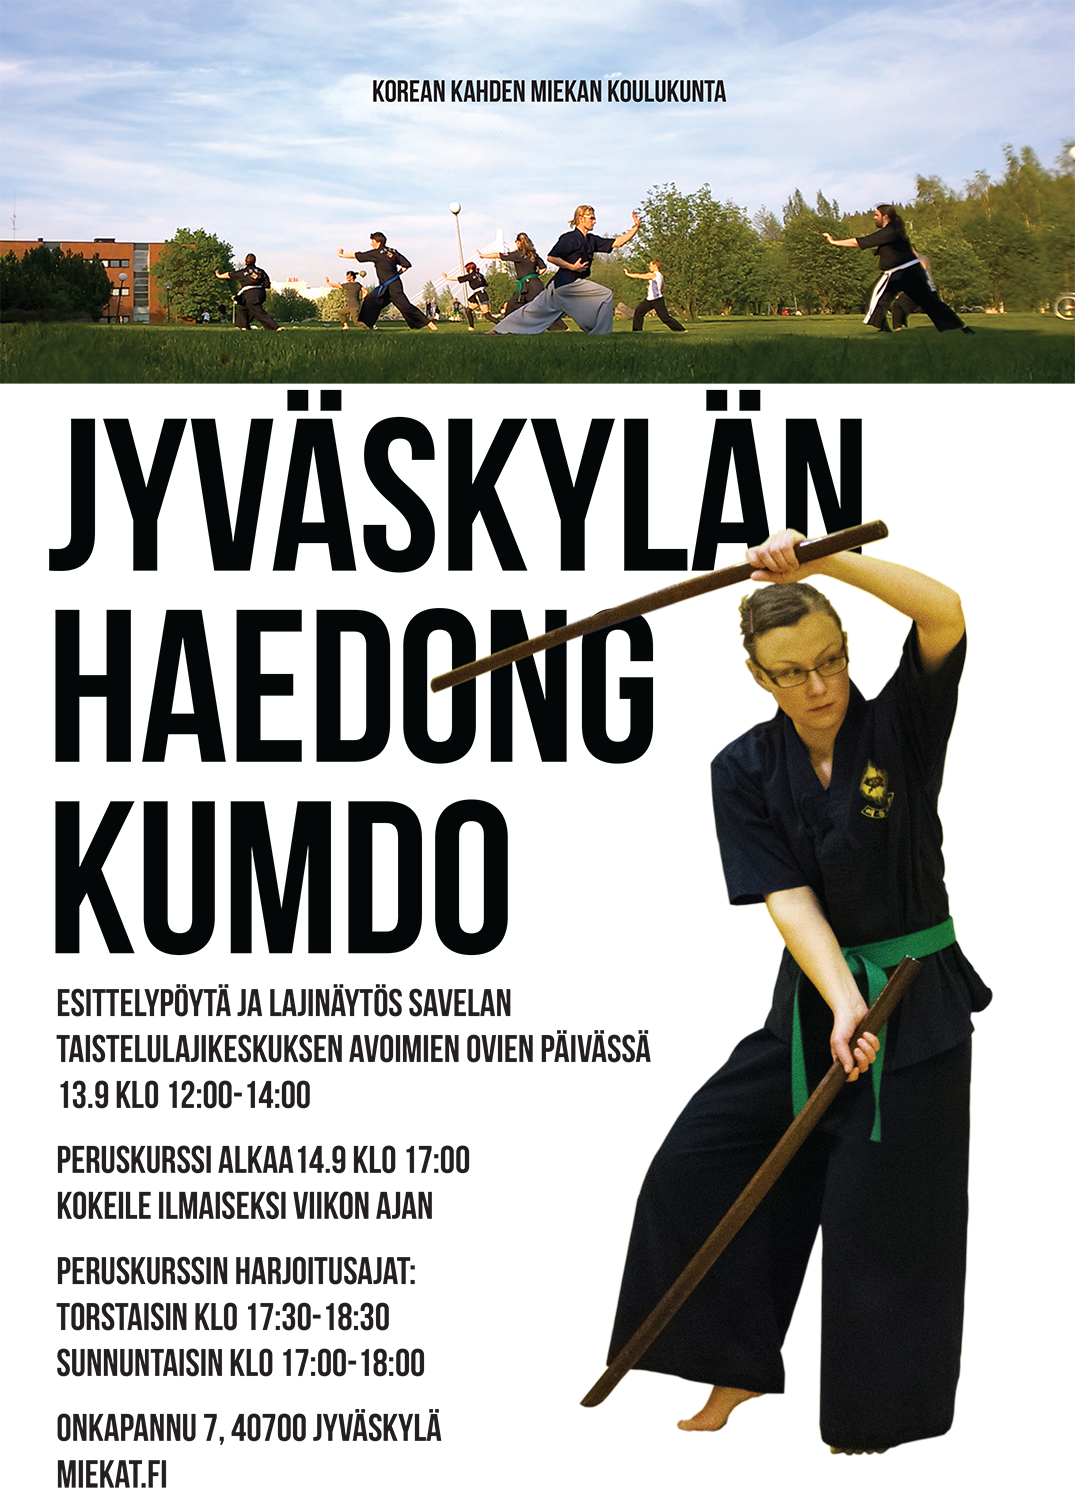 KOREAN KAHDEN MIEKAN KOULUKUNTA
JYVÄSKYLÄN
HAEDONG
KUMDO
ESITTELYPÖYTÄ JA LAJINÄYTÖS SAVELAN
TAISTELULAJIKESKUKSEN AVOIMIEN OVIEN PÄIVÄSSÄ
13.9 KLO 12:00-14:00
PERUSKURSSI ALKAA 14.9 KLO 17:00
KOKEILE ILMAISEKSI VIIKON AJAN
PERUSKURSSIN HARJOITUSAJAT:
TORSTAISIN KLO 17:30-18:30
SUNNUNTAISIN KLO 17:00-18:00
ONKAPANNU 7, 40700 JYVÄSKYLÄ
MIEKAT.FI